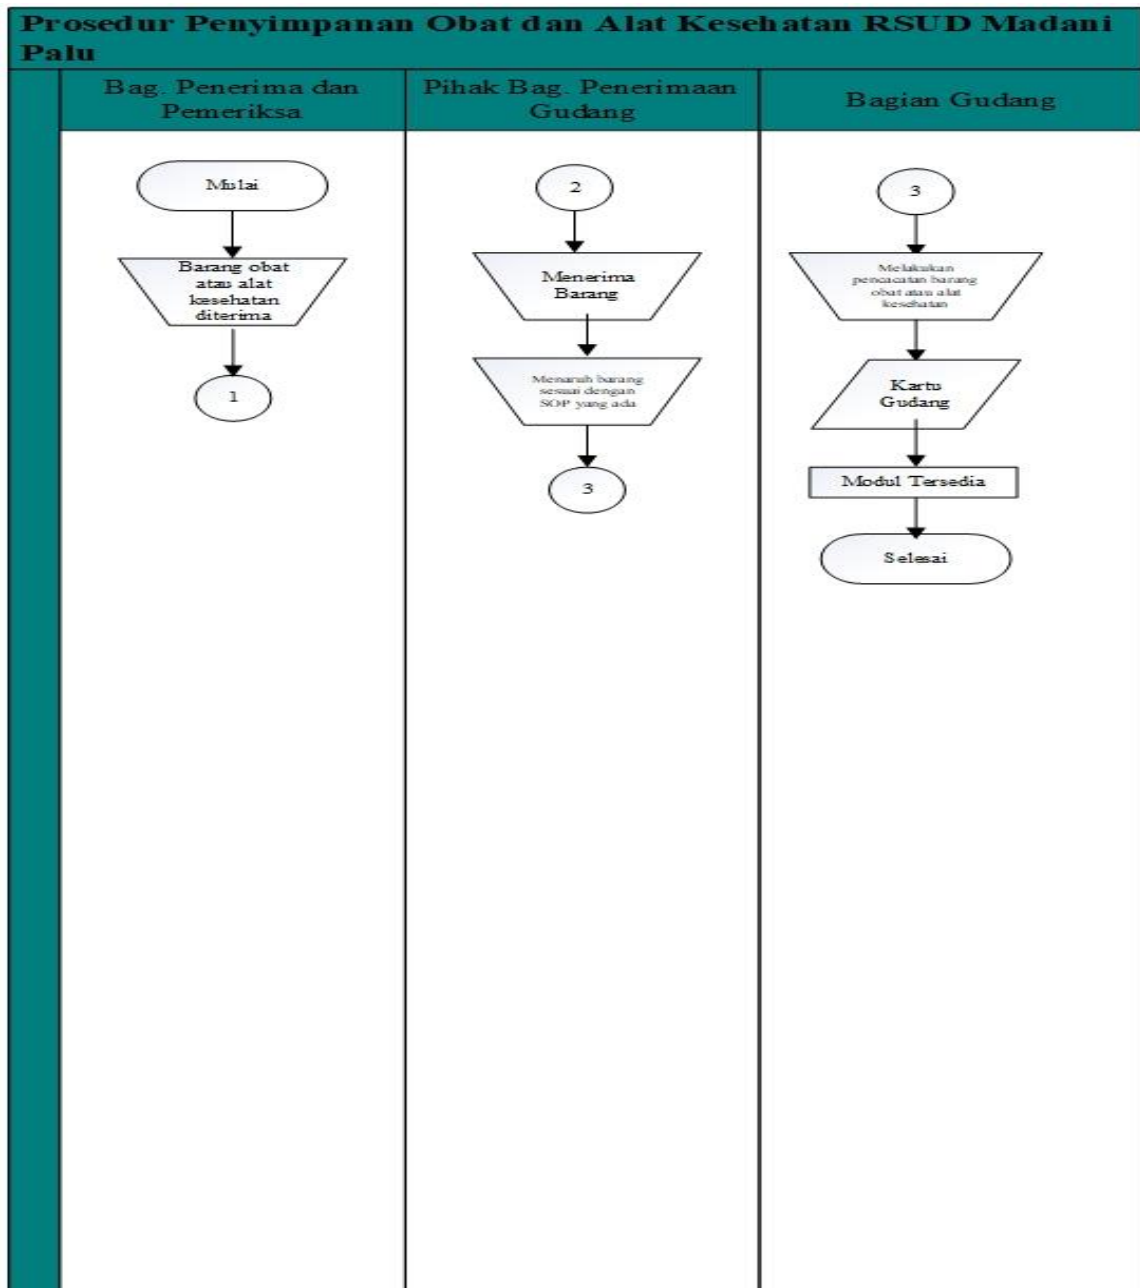 Prosedur Penyimpanan Obat dan Alat Kesehatan RSUD Madani
Palu
Bag. Penerima dan
Pemeriksa
Pihak Bag. Penerimaan
Gudang
Bagian Gudang
Mulai
Barang obat
atau alat
kesehatan
diterima
1
2
Menerima
Barang
Menaruh barang
sesuai dengan
SOP yang ada
3
3
Melakukan
pencacatan barang
obat atau alat
kesehatan
Kartu
Gudang
Modul Tersedia
Selesai